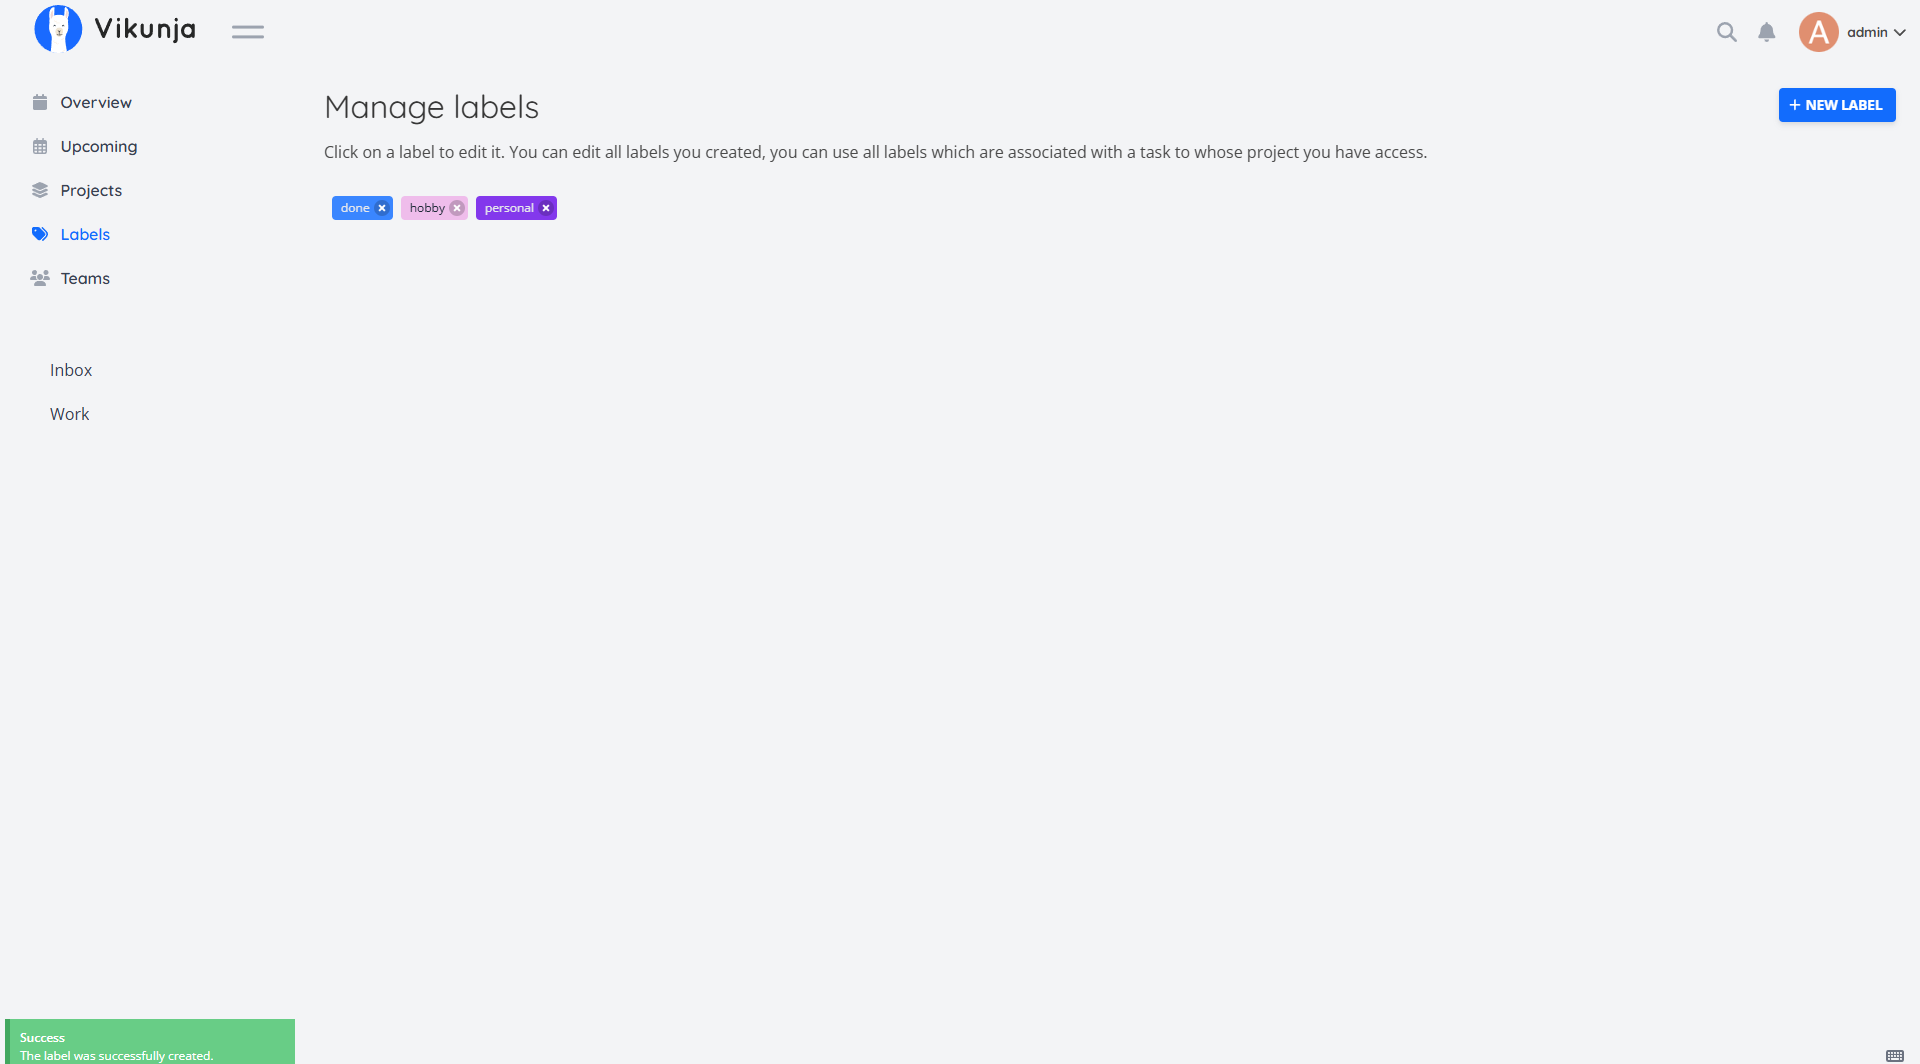 Vikunja
A admin
Overview
Upcoming
Projects
Labels
Teams
Inbox
Work
Manage labels
+ NEW LABEL
Click on a label to edit it. You can edit all labels you created, you can use all labels which are associated with a task to whose project you have access.
done hobby personal
Success
The label was successfully created.